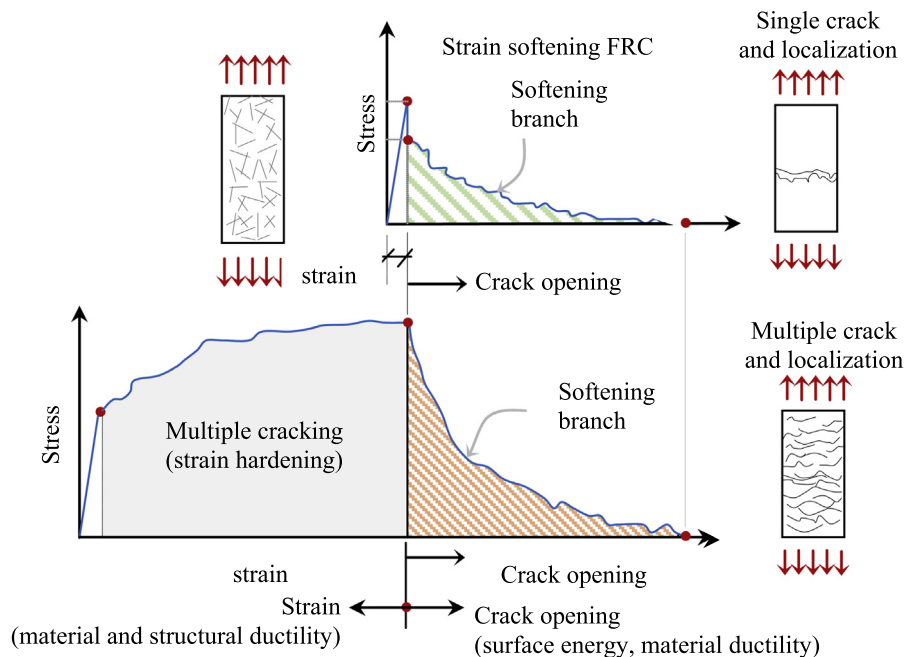 Single crack
and localization
Strain softening FRC
Softening
branch
Stress
strain
Crack opening
Multiple crack
and localization
Stress
Multiple cracking
(strain hardening)
Softening
branch
strain
Crack opening
Strain
(material and structural ductility)
Crack opening
(surface energy, material ductility)